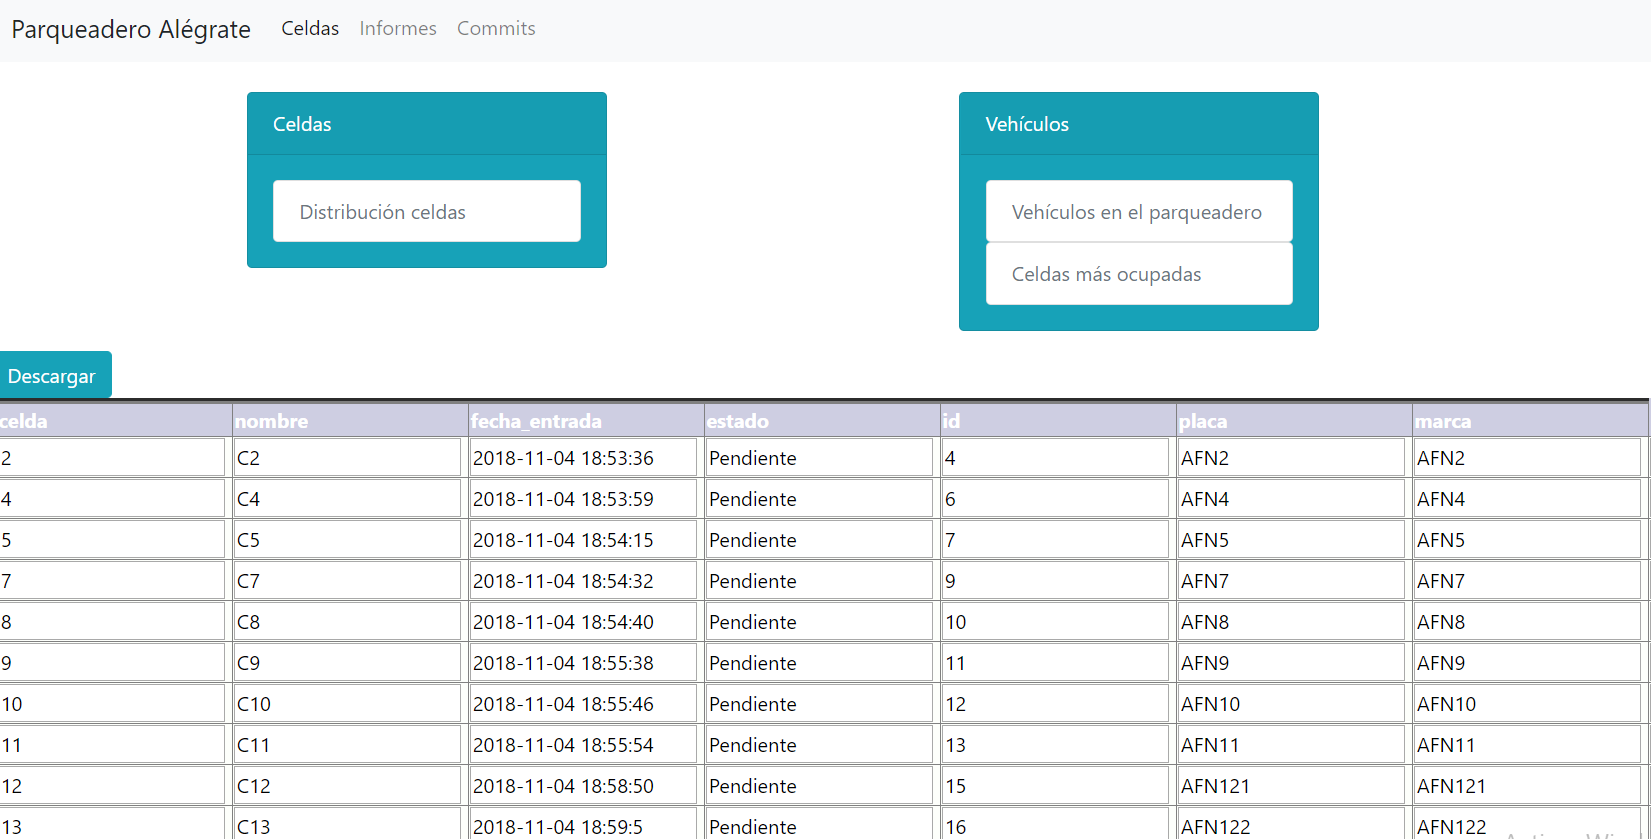 Parqueadero Alégrate Celdas Informes Commits
Celdas
Distribución celdas
Vehículos
Vehículos en el parqueadero
Celdas más ocupadas
Descargar
celda nombre fecha_entrada estado id placa marca
2 C2 2018-11-04 18:53:36 Pendiente 4 AFN2 AFN2
4 C4 2018-11-04 18:53:59 Pendiente 6 AFN4 AFN4
5 C5 2018-11-04 18:54:15 Pendiente 7 AFN5 AFN5
7 C7 2018-11-04 18:54:32 Pendiente 9 AFN7 AFN7
8 C8 2018-11-04 18:54:40 Pendiente 10 AFN8 AFN8
9 C9 2018-11-04 18:55:38 Pendiente 11 AFN9 AFN9
10 C10 2018-11-04 18:55:46 Pendiente 12 AFN10 AFN10
11 C11 2018-11-04 18:55:54 Pendiente 13 AFN11 AFN11
12 C12 2018-11-04 18:58:50 Pendiente 15 AFN121 AFN121
13 C13 2018-11-04 18:59:5 Pendiente 16 AFN122 AFN122